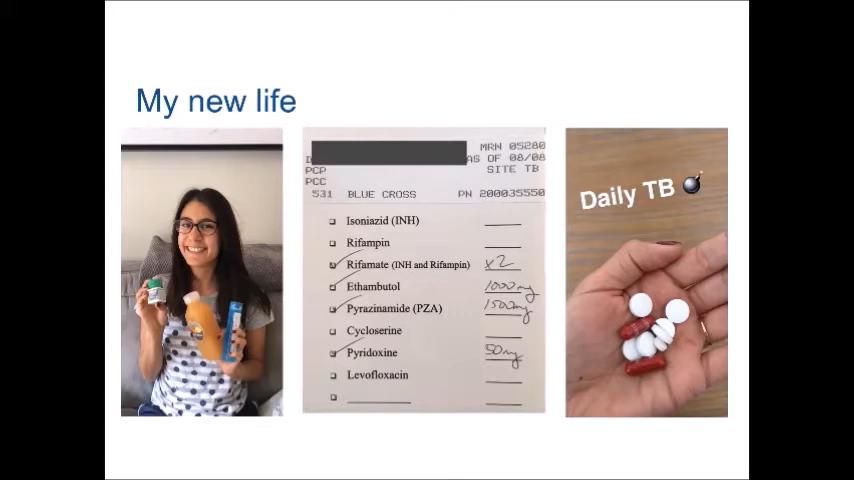 My new life
MRN 05280
AS OF 08/08
PCP
SITE TB
PCC
531 BLUE CROSS PN 200035550
Isoniazid (INH)
Rifampin
Rifamate (INH and Rifampin) x2
Ethambutol 1000mg
Pyrazinamide (PZA) 1500mg
Cycloserine
Pyridoxine 50mg
Levofloxacin
Daily TB